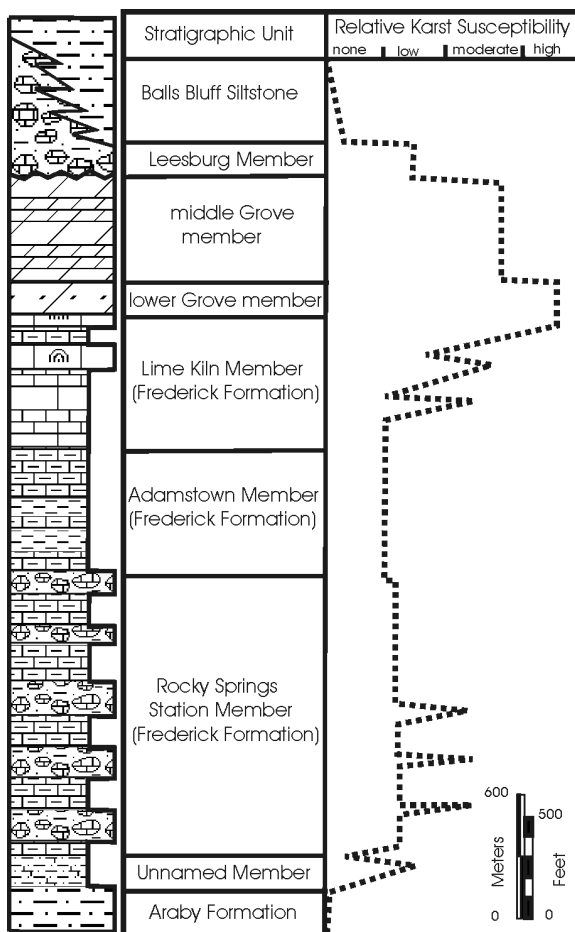 Stratigraphic Unit
Relative Karst Susceptibility
none low moderate high
Balls Bluff Siltstone
Leesburg Member
middle Grove
member
lower Grove member
Lime Kiln Member
(Frederick Formation)
Adamstown Member
(Frederick Formation)
Rocky Springs
Station Member
(Frederick Formation)
Unnamed Member
Araby Formation
600
500
Meters
Feet
0
0